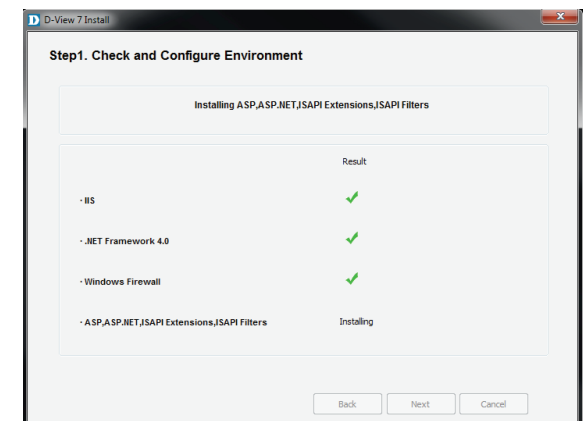 D D-View 7 Install
Step1. Check and Configure Environment
Installing ASP,ASP.NET,ISAPI Extensions,ISAPI Filters
Result
· IIS
· .NET Framework 4.0
· Windows Firewall
· ASP,ASP.NET,ISAPI Extensions,ISAPI Filters Installing
Back Next Cancel